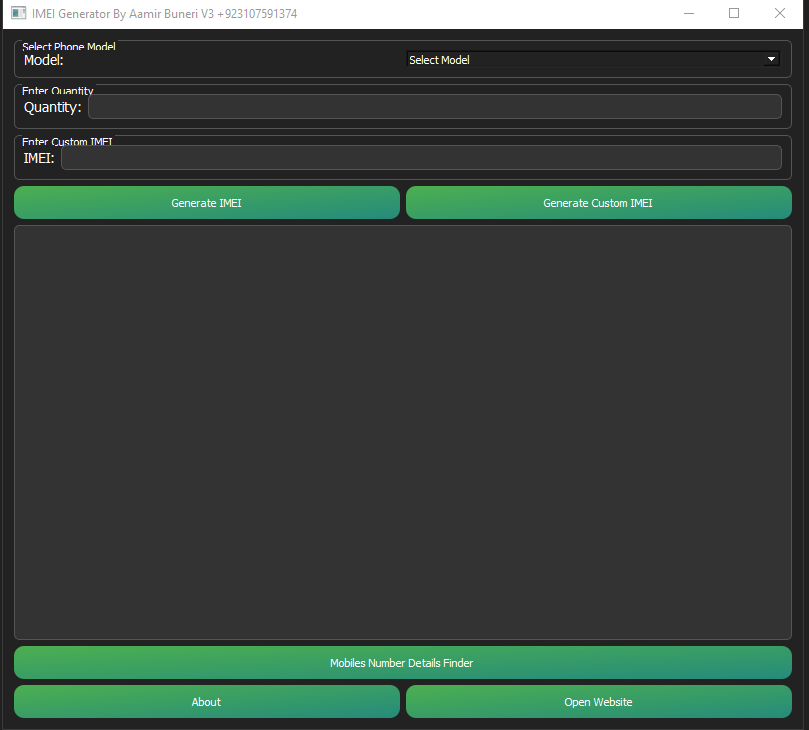 IMEI Generator By Aamir Buneri V3 +923107591374
Select Phone Model
Model: Select Model
Enter Quantity
Quantity:
Enter Custom IMEI
IMEI:
Generate IMEI Generate Custom IMEI
Mobiles Number Details Finder
About Open Website